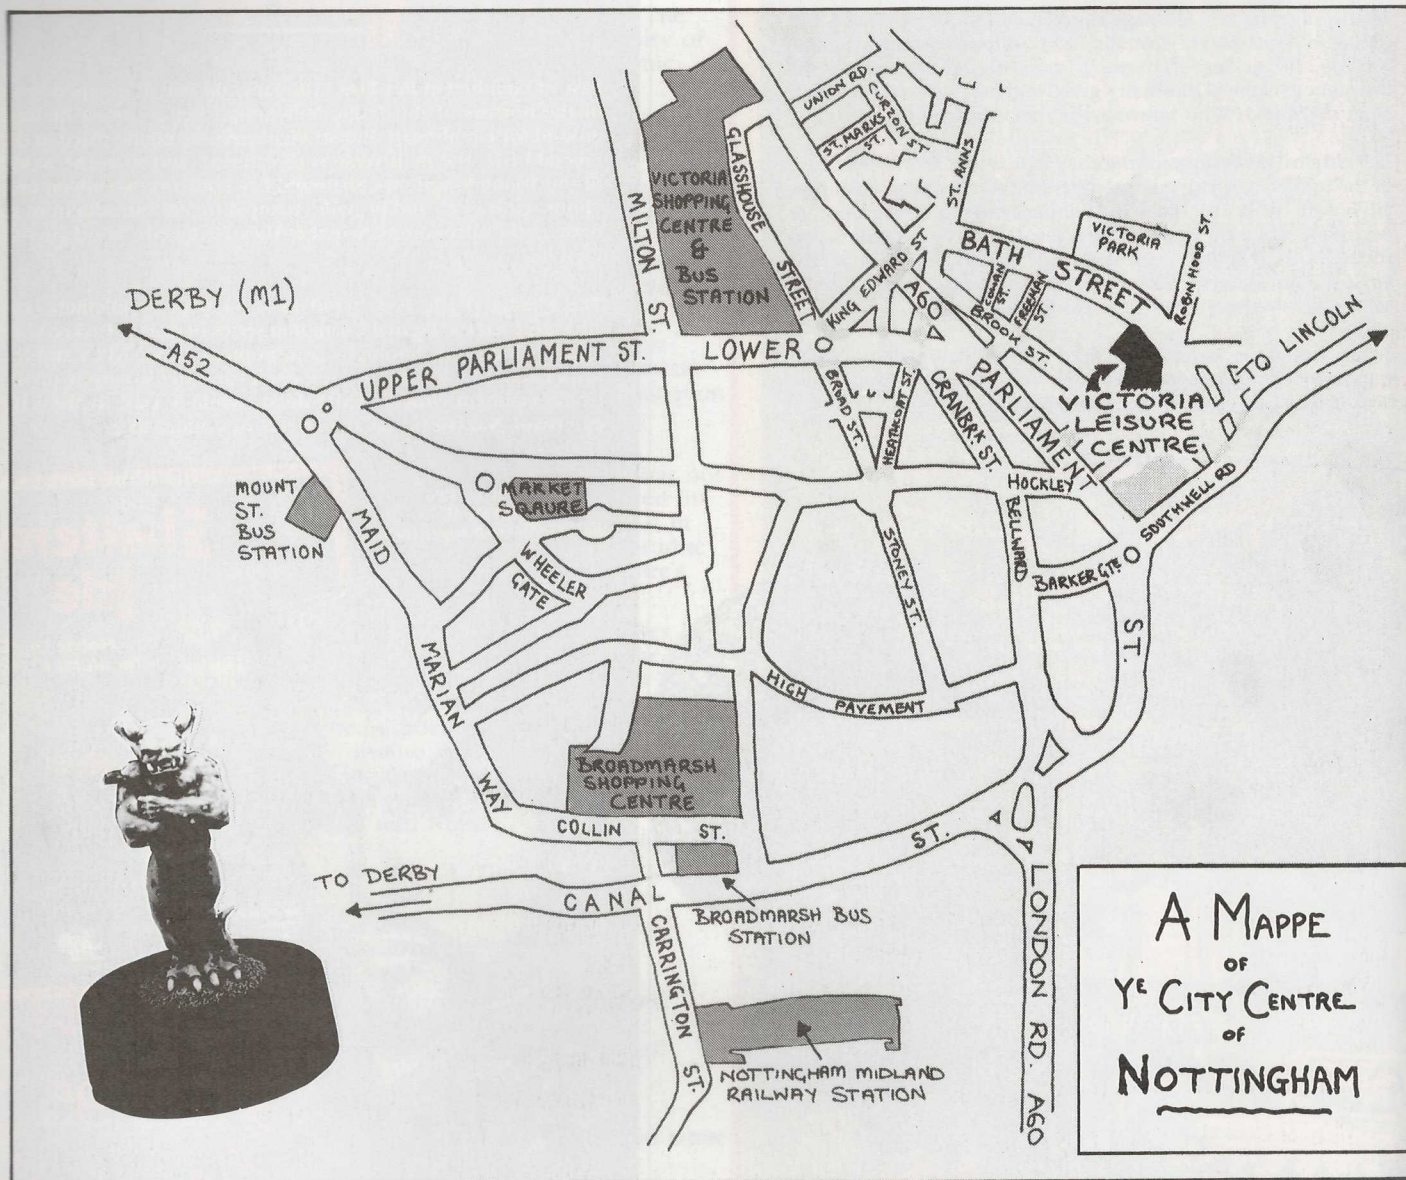 UNION RD.
CURZON ST
ST. MARKS
ST.
ST. ANNS
GLASSHOUSE
STREET
VICTORIA
SHOPPING
CENTRE
&
BUS
STATION
MILTON
ST.
KING EDWARD ST
A60
BATH
STREET
VICTORIA
PARK
ROBIN HOOD ST.
COWAN
ST.
FREEMAN
ST.
BROOK ST.
DERBY (M1)
A52
UPPER PARLIAMENT ST.
LOWER
PARLIAMENT
ST.
TO LINCOLN
VICTORIA
LEISURE
CENTRE
BROAD ST.
HEATHCOAT ST.
CRANBRK ST.
HOCKLEY
SOUTHWELL RD
MOUNT
ST.
BUS
STATION
MARKET
SQAURE
MAID
MARIAN
WAY
WHEELER
GATE
STONEY ST.
BELLWARD
BARKER GTE.
HIGH
PAVEMENT
BROADMARSH
SHOPPING
CENTRE
COLLIN
ST.
TO DERBY
CANAL
ST.
BROADMARSH BUS
STATION
CARRINGTON
ST.
LONDON RD. A60
NOTTINGHAM MIDLAND
RAILWAY STATION
A MAPPE
OF
YE CITY CENTRE
OF
NOTTINGHAM